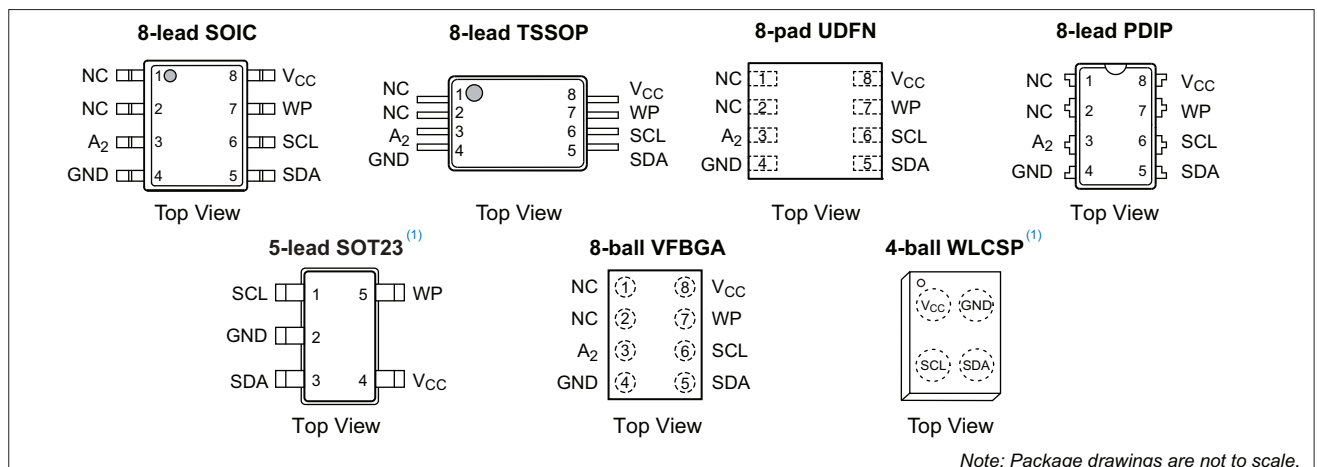 8-lead SOIC
NC 1 8 VCC
NC 2 7 WP
A2 3 6 SCL
GND 4 5 SDA
Top View
8-lead TSSOP
NC 1 8 VCC
NC 2 7 WP
A2 3 6 SCL
GND 4 5 SDA
Top View
8-pad UDFN
NC 1 8 VCC
NC 2 7 WP
A2 3 6 SCL
GND 4 5 SDA
Top View
8-lead PDIP
NC 1 8 VCC
NC 2 7 WP
A2 3 6 SCL
GND 4 5 SDA
Top View
5-lead SOT23 (1)
SCL 1 5 WP
GND 2
SDA 3 4 VCC
Top View
8-ball VFBGA
NC 1 8 VCC
NC 2 7 WP
A2 3 6 SCL
GND 4 5 SDA
Top View
4-ball WLCSP (1)
VCC GND
SCL SDA
Top View
Note: Package drawings are not to scale.